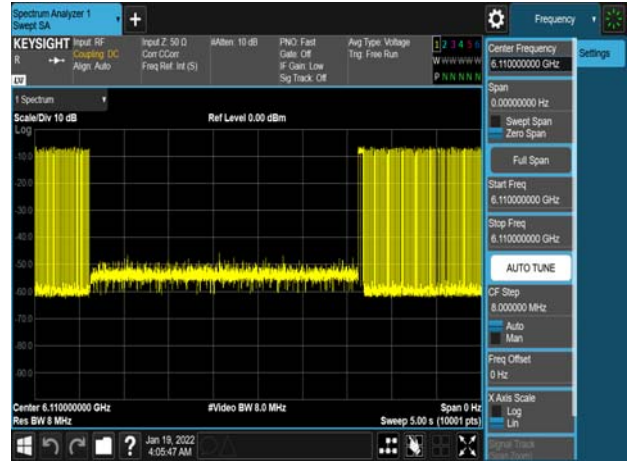 Spectrum Analyzer 1
Swept SA
+
Frequency
KEYSIGHT
Input: RF
Input Z: 50 Ω
#Atten: 10 dB
PNO: Fast
Avg Type: Voltage
1 2 3 4 5 6
R
Coupling: DC
Corr CCorr
Gate: Off
Trig: Free Run
W W W W W W
Align: Auto
Freq Ref: Int (S)
IF Gain: Low
P N N N N N
Sig Track: Off
LXI
1 Spectrum
Scale/Div 10 dB
Ref Level 0.00 dBm
Log
-10.0
-20.0
-30.0
-40.0
-50.0
-60.0
-70.0
-80.0
-90.0
Center 6.110000000 GHz
#Video BW 8.0 MHz
Span 0 Hz
Res BW 8 MHz
Sweep 5.00 s (10001 pts)
?
Jan 19, 2022
4:05:47 AM
Center Frequency
6.110000000 GHz
Settings
Span
0.00000000 Hz
Swept Span
Zero Span
Full Span
Start Freq
6.110000000 GHz
Stop Freq
6.110000000 GHz
AUTO TUNE
CF Step
8.000000 MHz
Auto
Man
Freq Offset
0 Hz
X Axis Scale
Log
Lin
Signal Track
(Span Zoom)